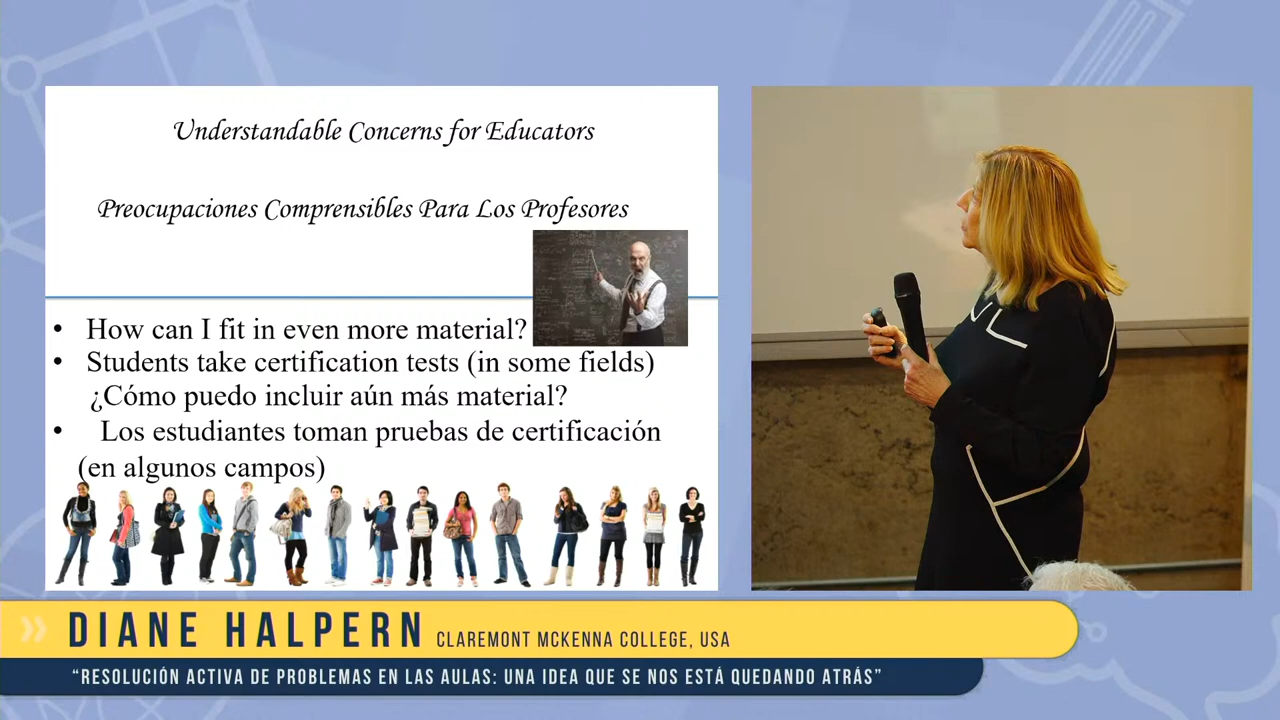 Understandable Concerns for Educators
Preocupaciones Comprensibles Para Los Profesores
• How can I fit in even more material?
• Students take certification tests (in some fields)
¿Cómo puedo incluir aún más material?
• Los estudiantes toman pruebas de certificación
(en algunos campos)
DIANE HALPERN CLAREMONT MCKENNA COLLEGE, USA
“RESOLUCIÓN ACTIVA DE PROBLEMAS EN LAS AULAS: UNA IDEA QUE SE NOS ESTÁ QUEDANDO ATRÁS”